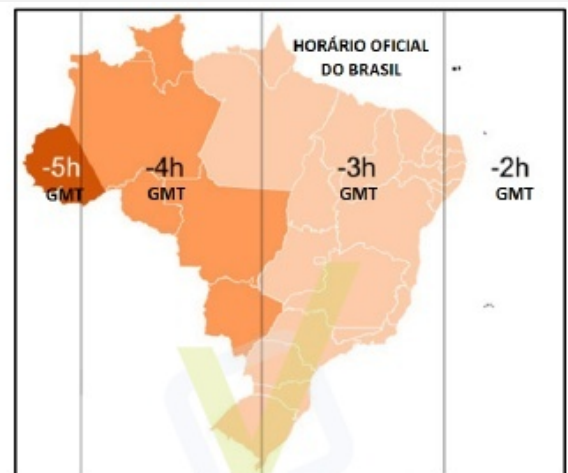 HORÁRIO OFICIAL
DO BRASIL
-5h
GMT
-4h
GMT
-3h
GMT
-2h
GMT